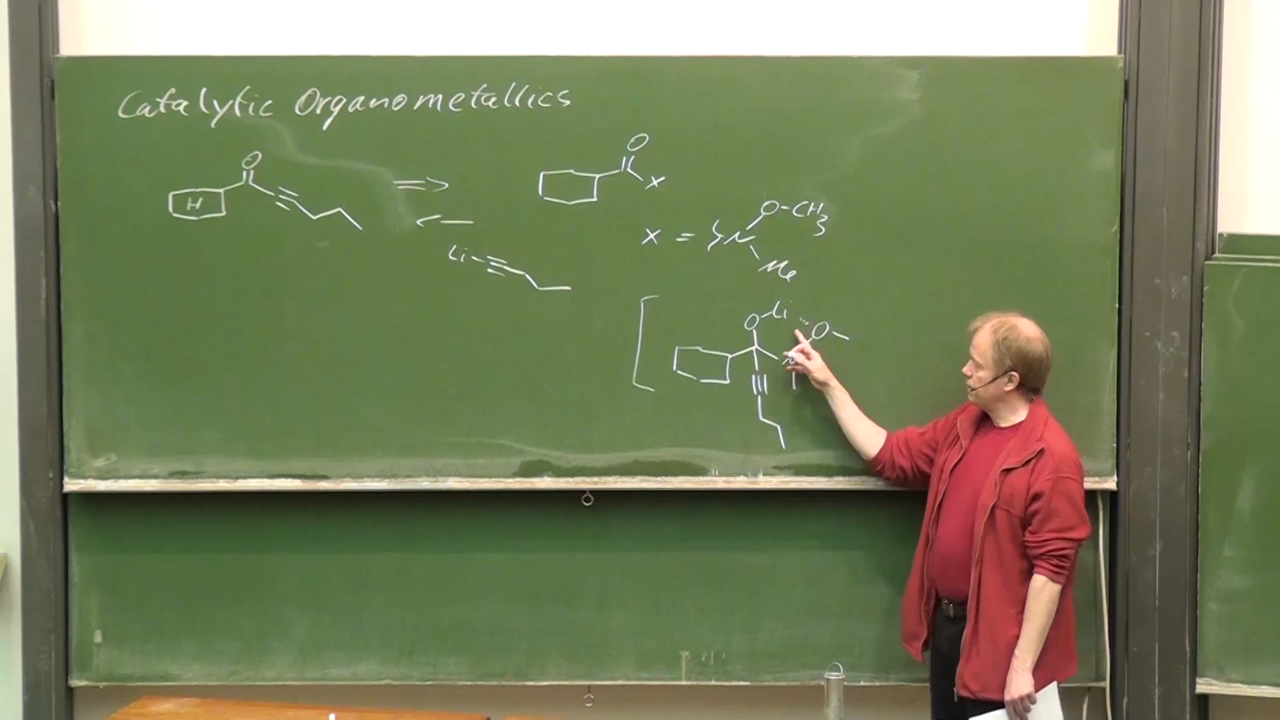 Catalytic Organometallics
O
H
O
X
Li
X = N O-CH3
Me
O Li O